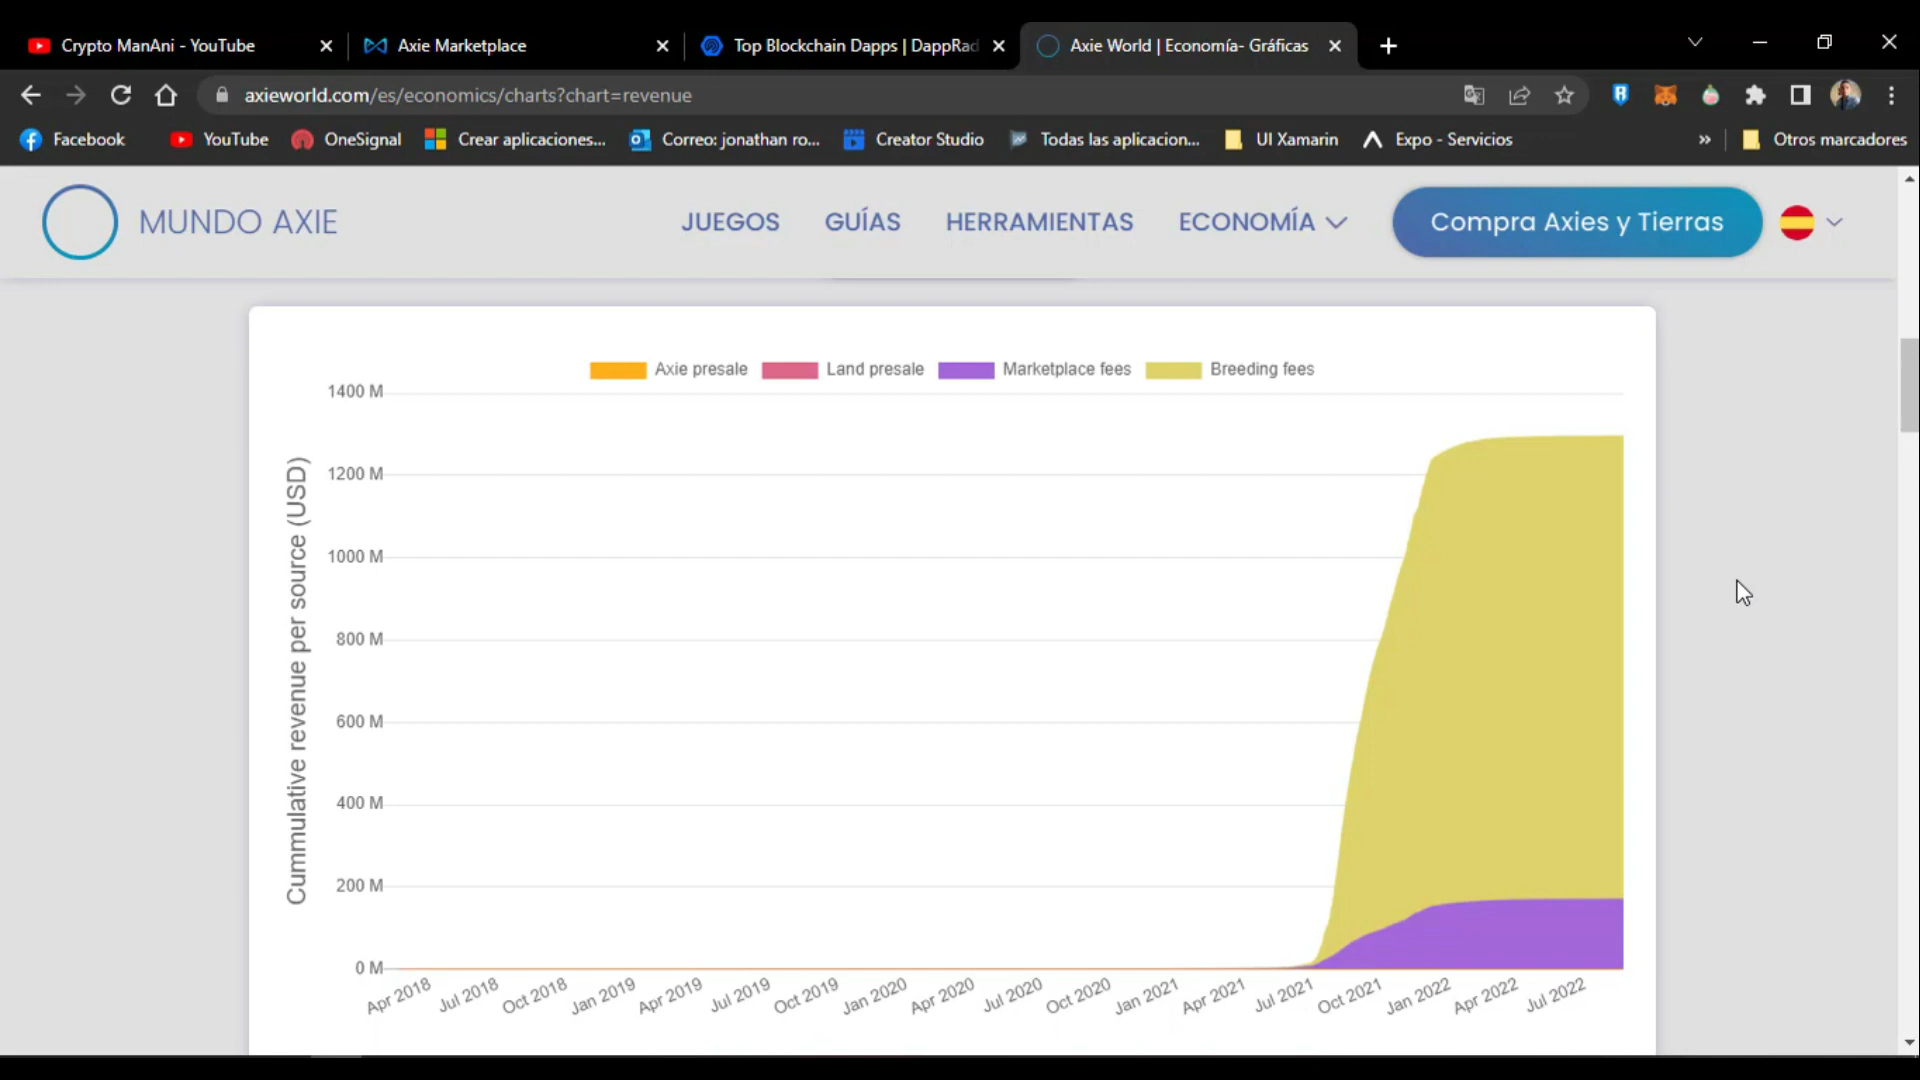 Crypto ManAni - YouTube
Axie Marketplace
Top Blockchain Dapps | DappRad
Axie World | Economía- Gráficas
axieworld.com/es/economics/charts?chart=revenue
Facebook
YouTube
OneSignal
Crear aplicaciones...
Correo: jonathan ro...
Creator Studio
Todas las aplicacion...
UI Xamarin
Expo - Servicios
»
Otros marcadores
MUNDO AXIE
JUEGOS
GUÍAS
HERRAMIENTAS
ECONOMÍA
Compra Axies y Tierras
Axie presale
Land presale
Marketplace fees
Breeding fees
Cummulative revenue per source (USD)
1400 M
1200 M
1000 M
800 M
600 M
400 M
200 M
0 M
Apr 2018
Jul 2018
Oct 2018
Jan 2019
Apr 2019
Jul 2019
Oct 2019
Jan 2020
Apr 2020
Jul 2020
Oct 2020
Jan 2021
Apr 2021
Jul 2021
Oct 2021
Jan 2022
Apr 2022
Jul 2022